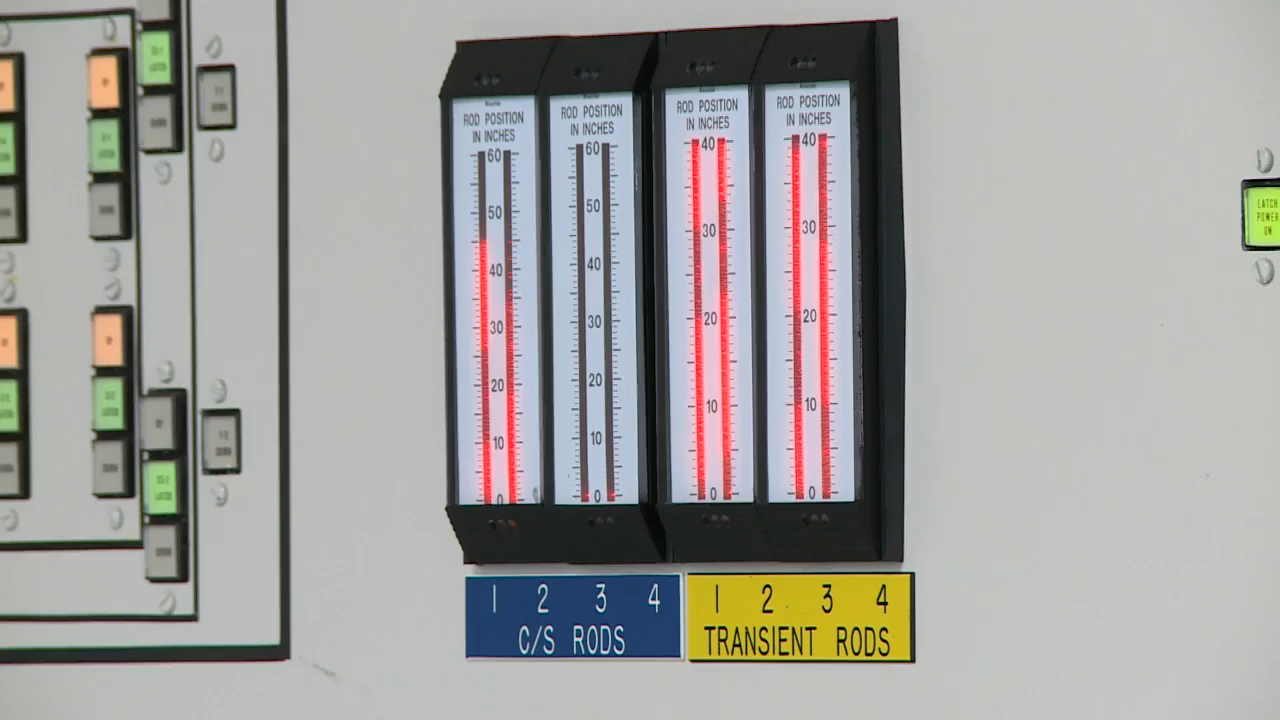 ROD POSITION
IN INCHES
60
50
40
30
20
10
0
ROD POSITION
IN INCHES
60
50
40
30
20
10
0
ROD POSITION
IN INCHES
40
30
20
10
0
ROD POSITION
IN INCHES
40
30
20
10
0
1 2 3 4
C/S RODS
1 2 3 4
TRANSIENT RODS
LATCH
POWER
ON